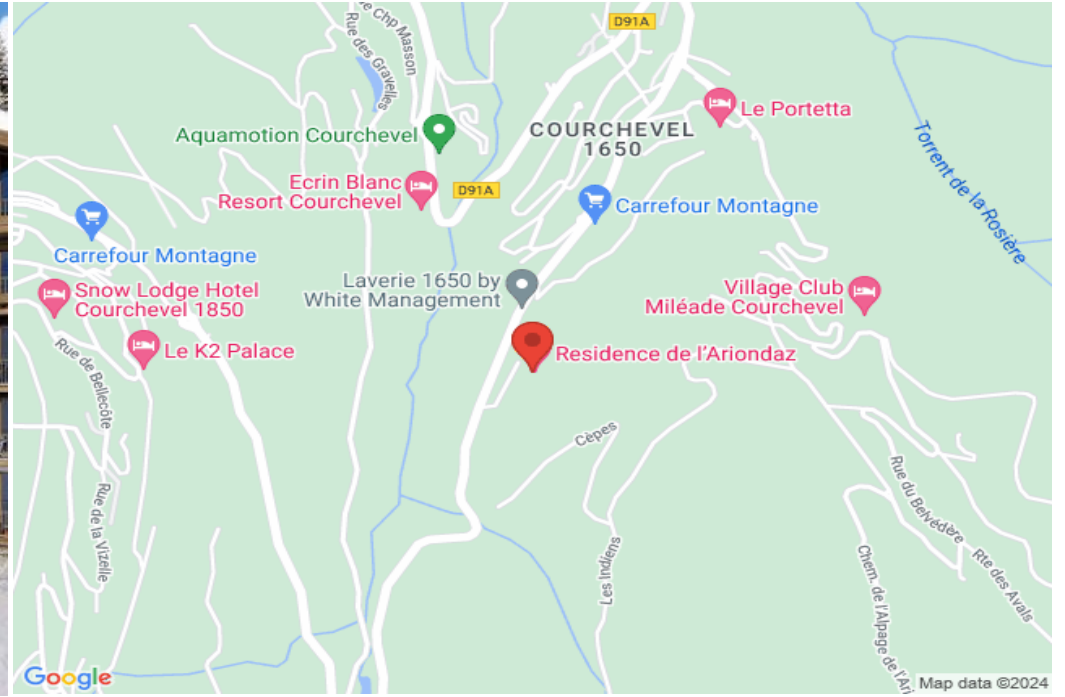 D91A
Chp Masson
Rue des Gravelles
Le Portetta
COURCHEVEL
1650
Aquamotion Courchevel
Torrent de la Rosière
Ecrin Blanc
Resort Courchevel
D91A
Carrefour Montagne
Carrefour Montagne
Laverie 1650 by
White Management
Village Club
Miléade Courchevel
Snow Lodge Hotel
Courchevel 1850
Le K2 Palace
Residence de l'Ariondaz
Rue de Bellecôte
Cèpes
Rue de la Vizelle
Rue du Belvédère
Rte des Avals
Les Indiens
Chem. de l'Alpage de l'Ari
Google
Map data ©2024